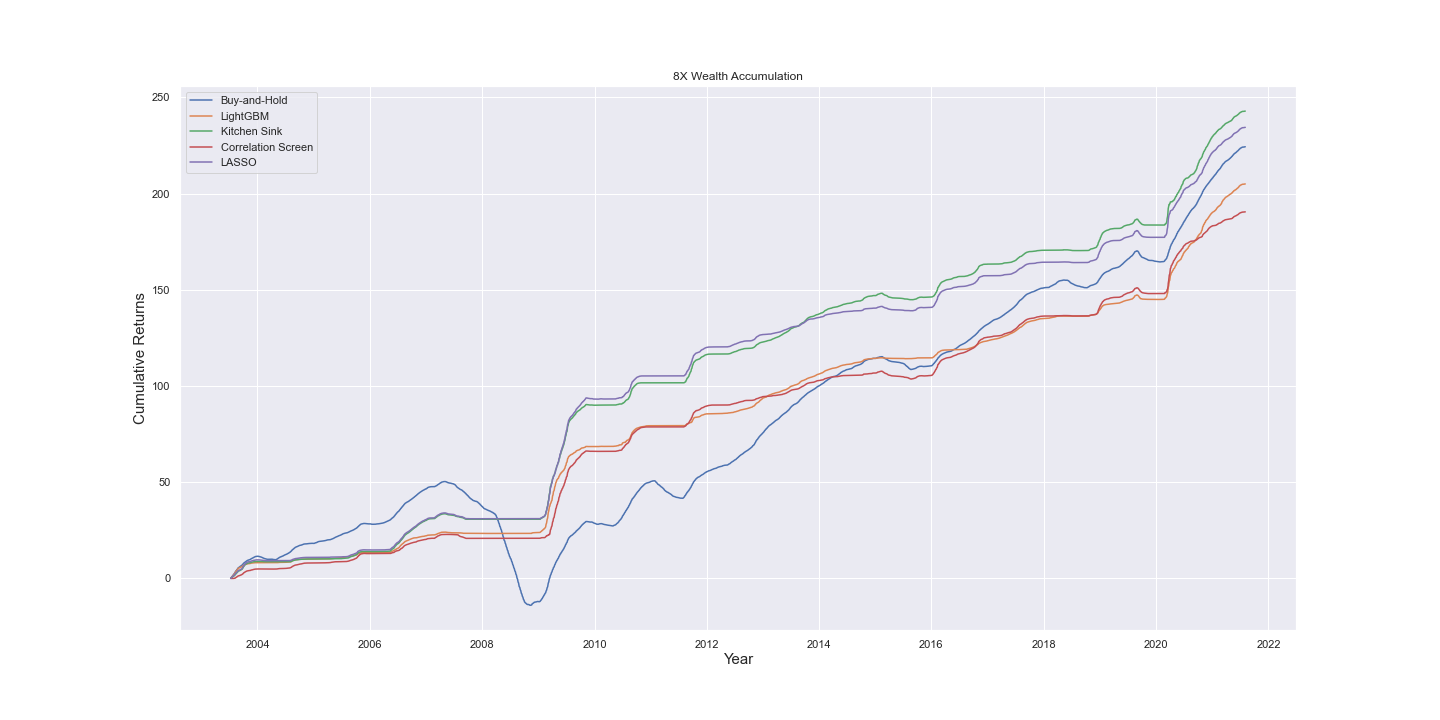 8X Wealth Accumulation
250
200
150
100
50
0
Cumulative Returns
Buy-and-Hold
LightGBM
Kitchen Sink
Correlation Screen
LASSO
2004 2006 2008 2010 2012 2014 2016 2018 2020 2022
Year